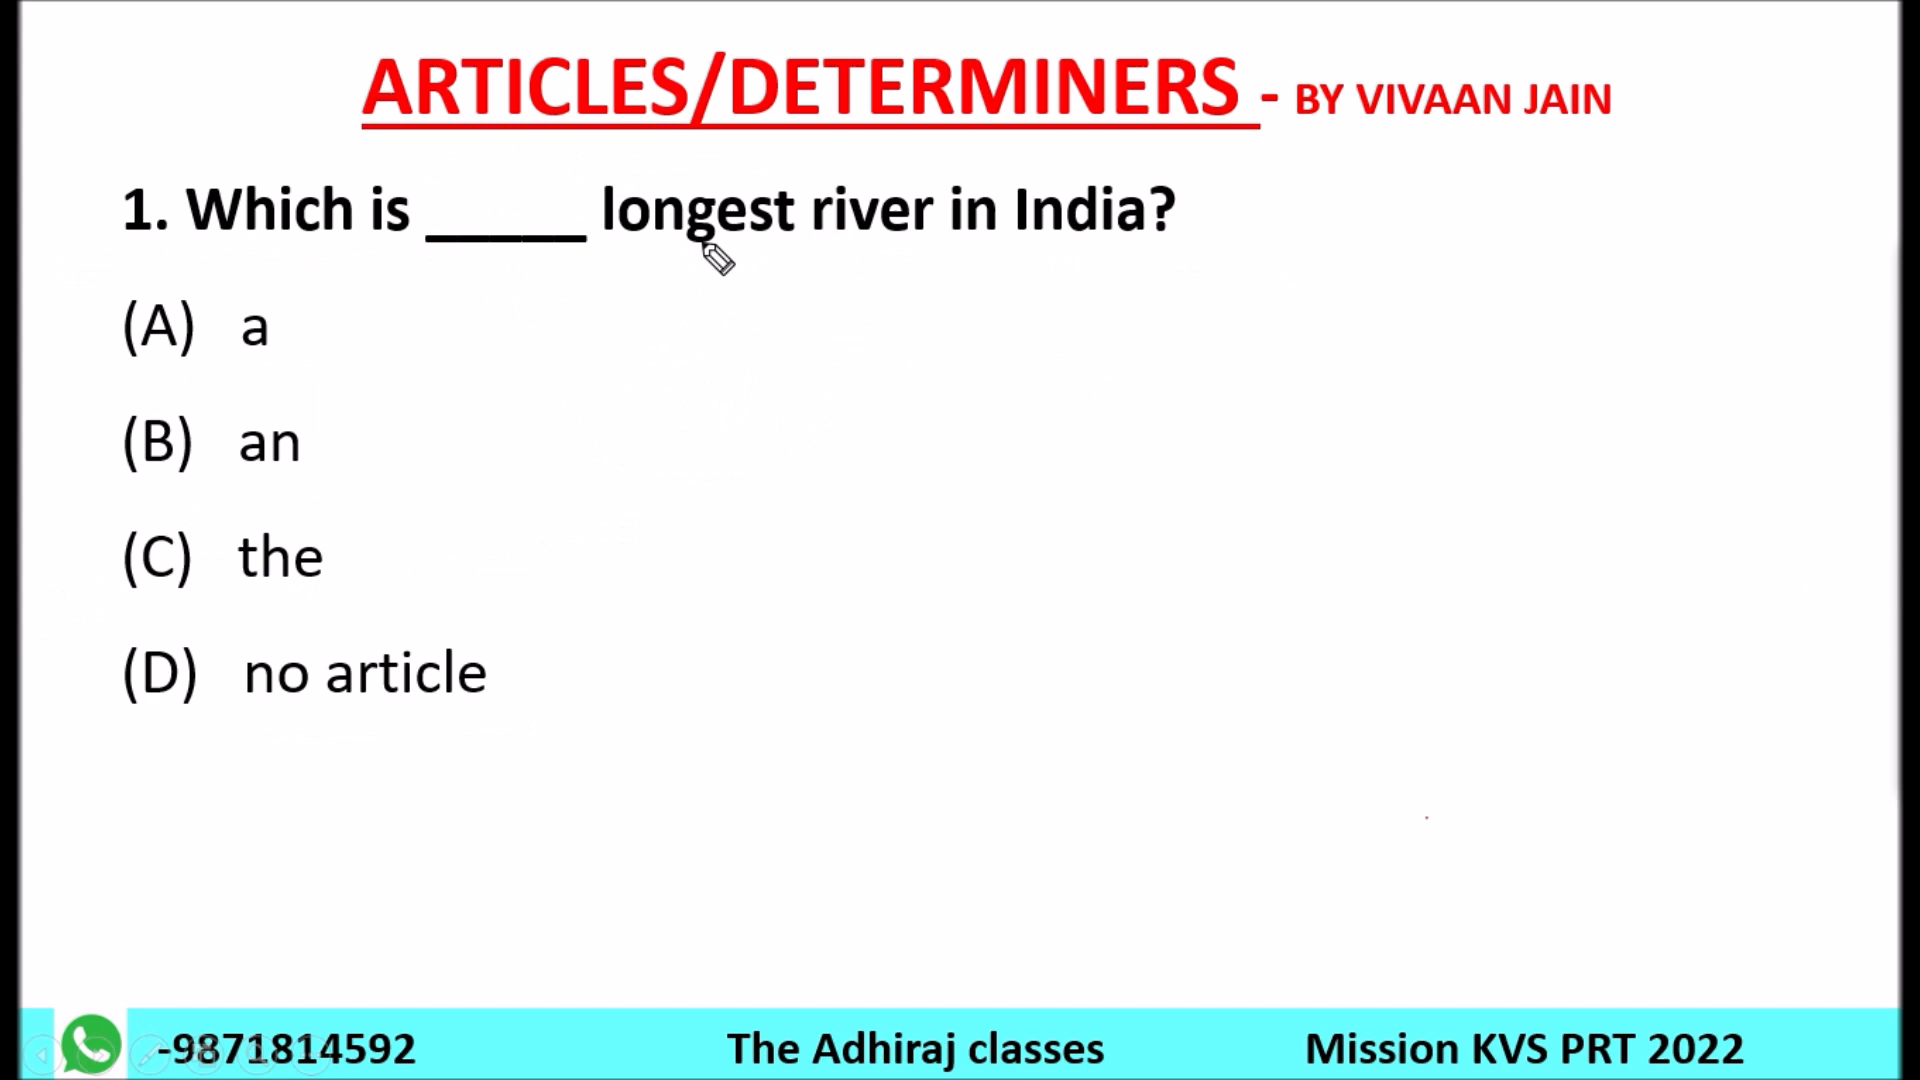 ARTICLES/DETERMINERS - BY VIVAAN JAIN
1. Which is _____ longest river in India?
(A) a
(B) an
(C) the
(D) no article
-9871814592 The Adhiraj classes Mission KVS PRT 2022